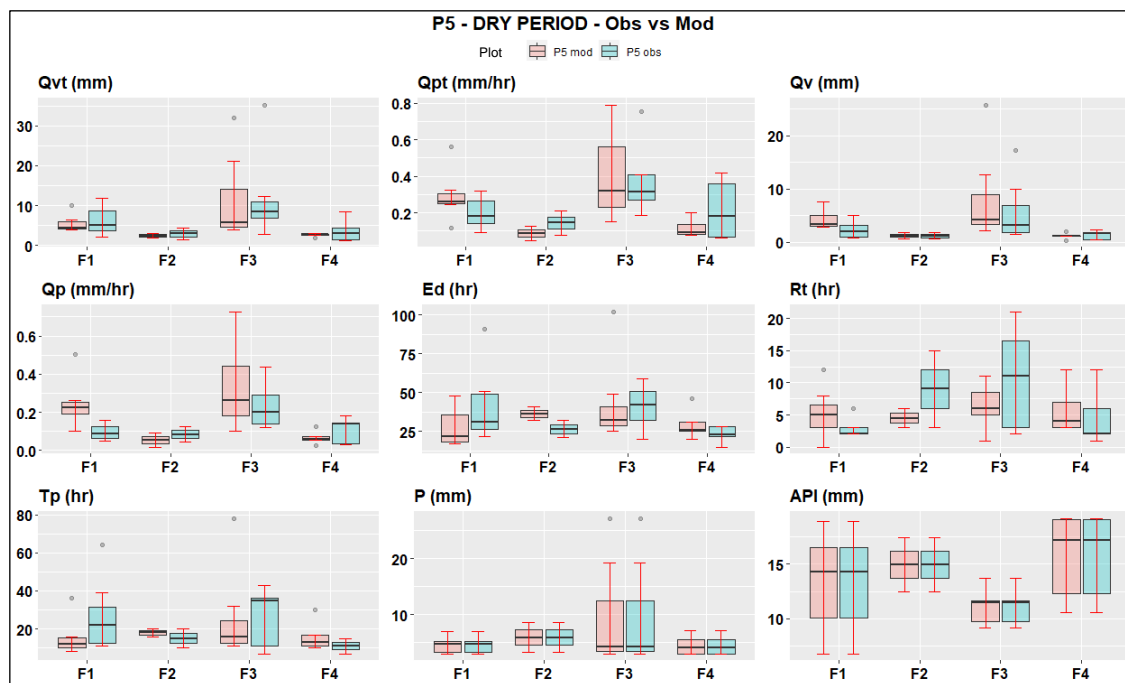 P5 - DRY PERIOD - Obs vs Mod
Plot P5 mod P5 obs
Qvt (mm)
30
20
10
0
F1 F2 F3 F4
Qpt (mm/hr)
0.8
0.6
0.4
0.2
F1 F2 F3 F4
Qv (mm)
20
10
0
F1 F2 F3 F4
Qp (mm/hr)
0.6
0.4
0.2
0.0
F1 F2 F3 F4
Ed (hr)
100
75
50
25
F1 F2 F3 F4
Rt (hr)
20
15
10
5
0
F1 F2 F3 F4
Tp (hr)
80
60
40
20
F1 F2 F3 F4
P (mm)
20
10
F1 F2 F3 F4
API (mm)
15
10
F1 F2 F3 F4